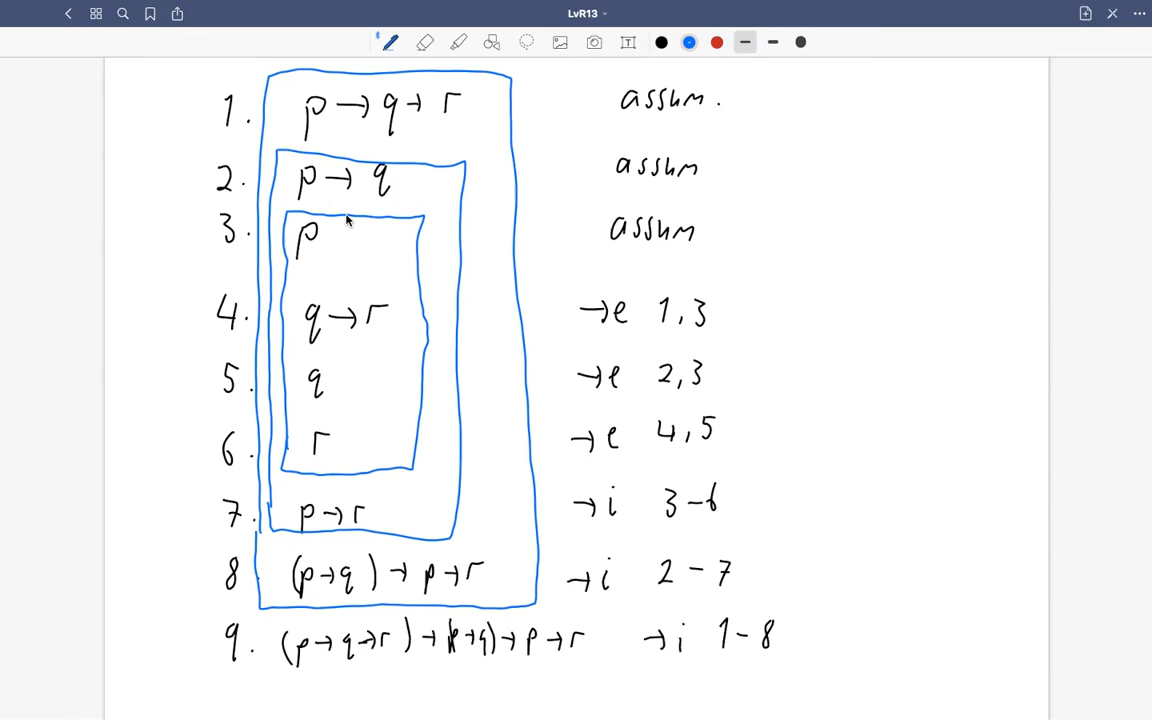 LvR13
1. p → q → r assum.
2. p → q assum
3. p assum
4. q → r →e 1,3
5. q →e 2,3
6. r →e 4,5
7. p → r →i 3-6
8 (p → q) → p → r →i 2-7
9. (p → q → r) → (p → q) → p → r →i 1-8